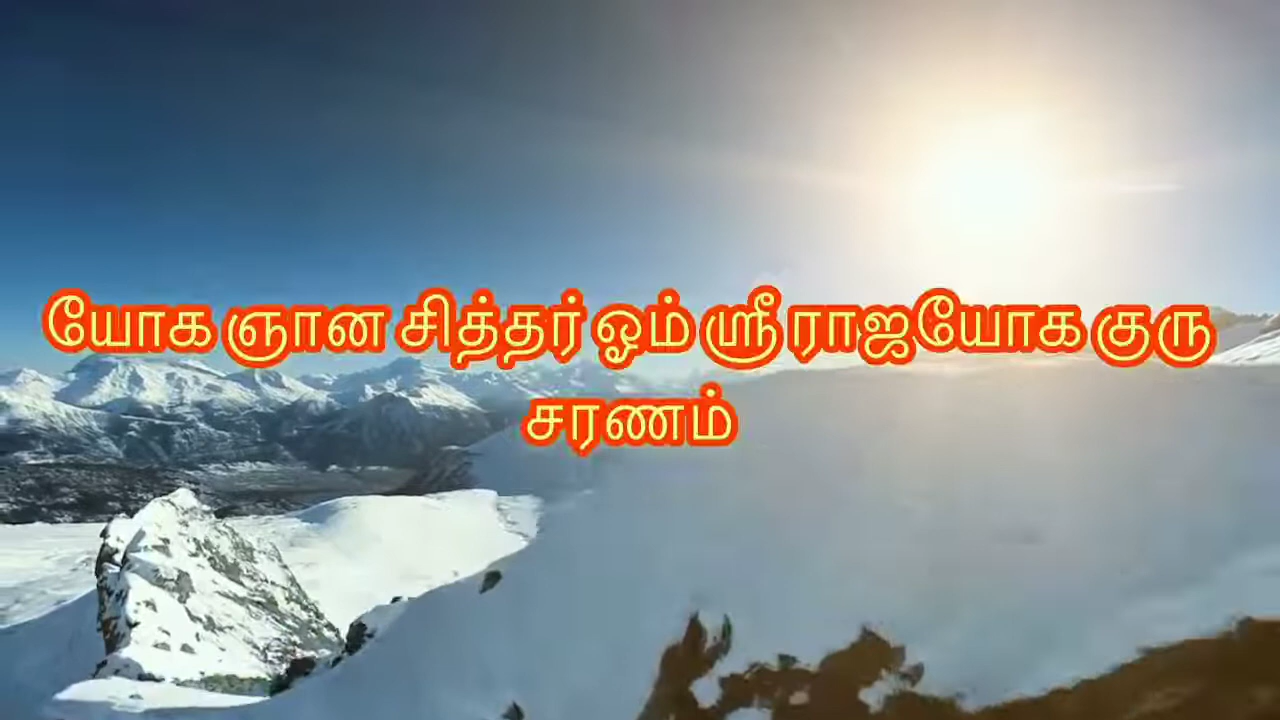 யோக ஞான சித்தர் ஓம் ஸ்ரீ ராஜயோக குரு
சரணம்